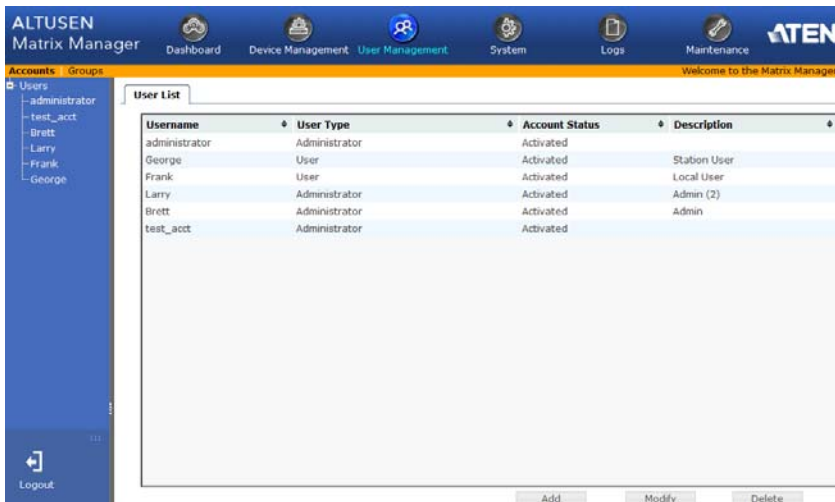 ALTUSEN
Matrix Manager
Dashboard Device Management User Management System Logs Maintenance
ATEN
Accounts Groups Welcome to the Matrix Manager
Users
administrator
test_acct
Brett
Larry
Frank
George
User List
Username User Type Account Status Description
administrator Administrator Activated
George User Activated Station User
Frank User Activated Local User
Larry Administrator Activated Admin (2)
Brett Administrator Activated Admin
test_acct Administrator Activated
Logout
Add Modify Delete